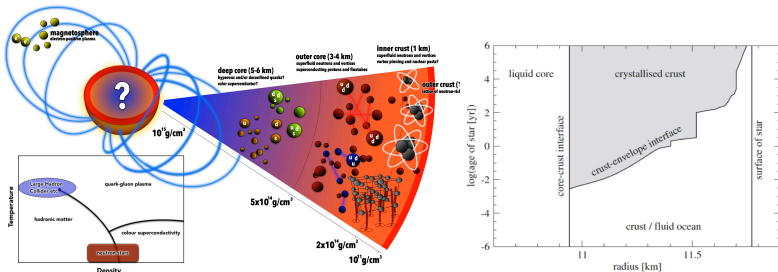 magnetosphere
electron-positron plasma
?
deep core (5-6 km)
hyperons and/or deconfined quarks?
color superconductor?
outer core (3-4 km)
superfluid neutrons and vortices
superconducting protons and fluxtubes
inner crust (1 km)
superfluid neutrons and vortices
vortex pinning and nuclear pasta?
outer crust (
lattice of neutron-ric
10¹⁵g/cm³
5x10¹⁴g/cm³
2x10¹⁴g/cm³
10¹¹g/cm³
Temperature
Large Hadron
Collider etc.
quark-gluon plasma
hadronic matter
colour superconductivity
neutron stars
Density
log(age of star [yr])
6
4
2
0
-2
-4
-6
liquid core
crystallised crust
core-crust interface
crust-envelope interface
surface of star
crust / fluid ocean
11
11.5
radius [km]